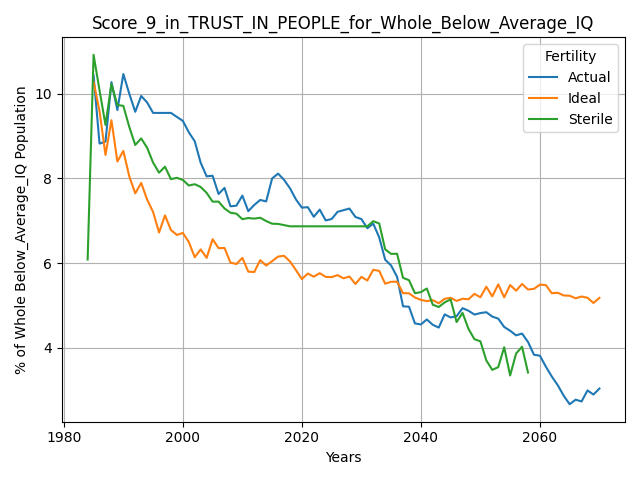 Score_9_in_TRUST_IN_PEOPLE_for_Whole_Below_Average_IQ
Fertility
Actual
Ideal
Sterile
% of Whole Below_Average_IQ Population
10
8
6
4
1980
2000
2020
2040
2060
Years